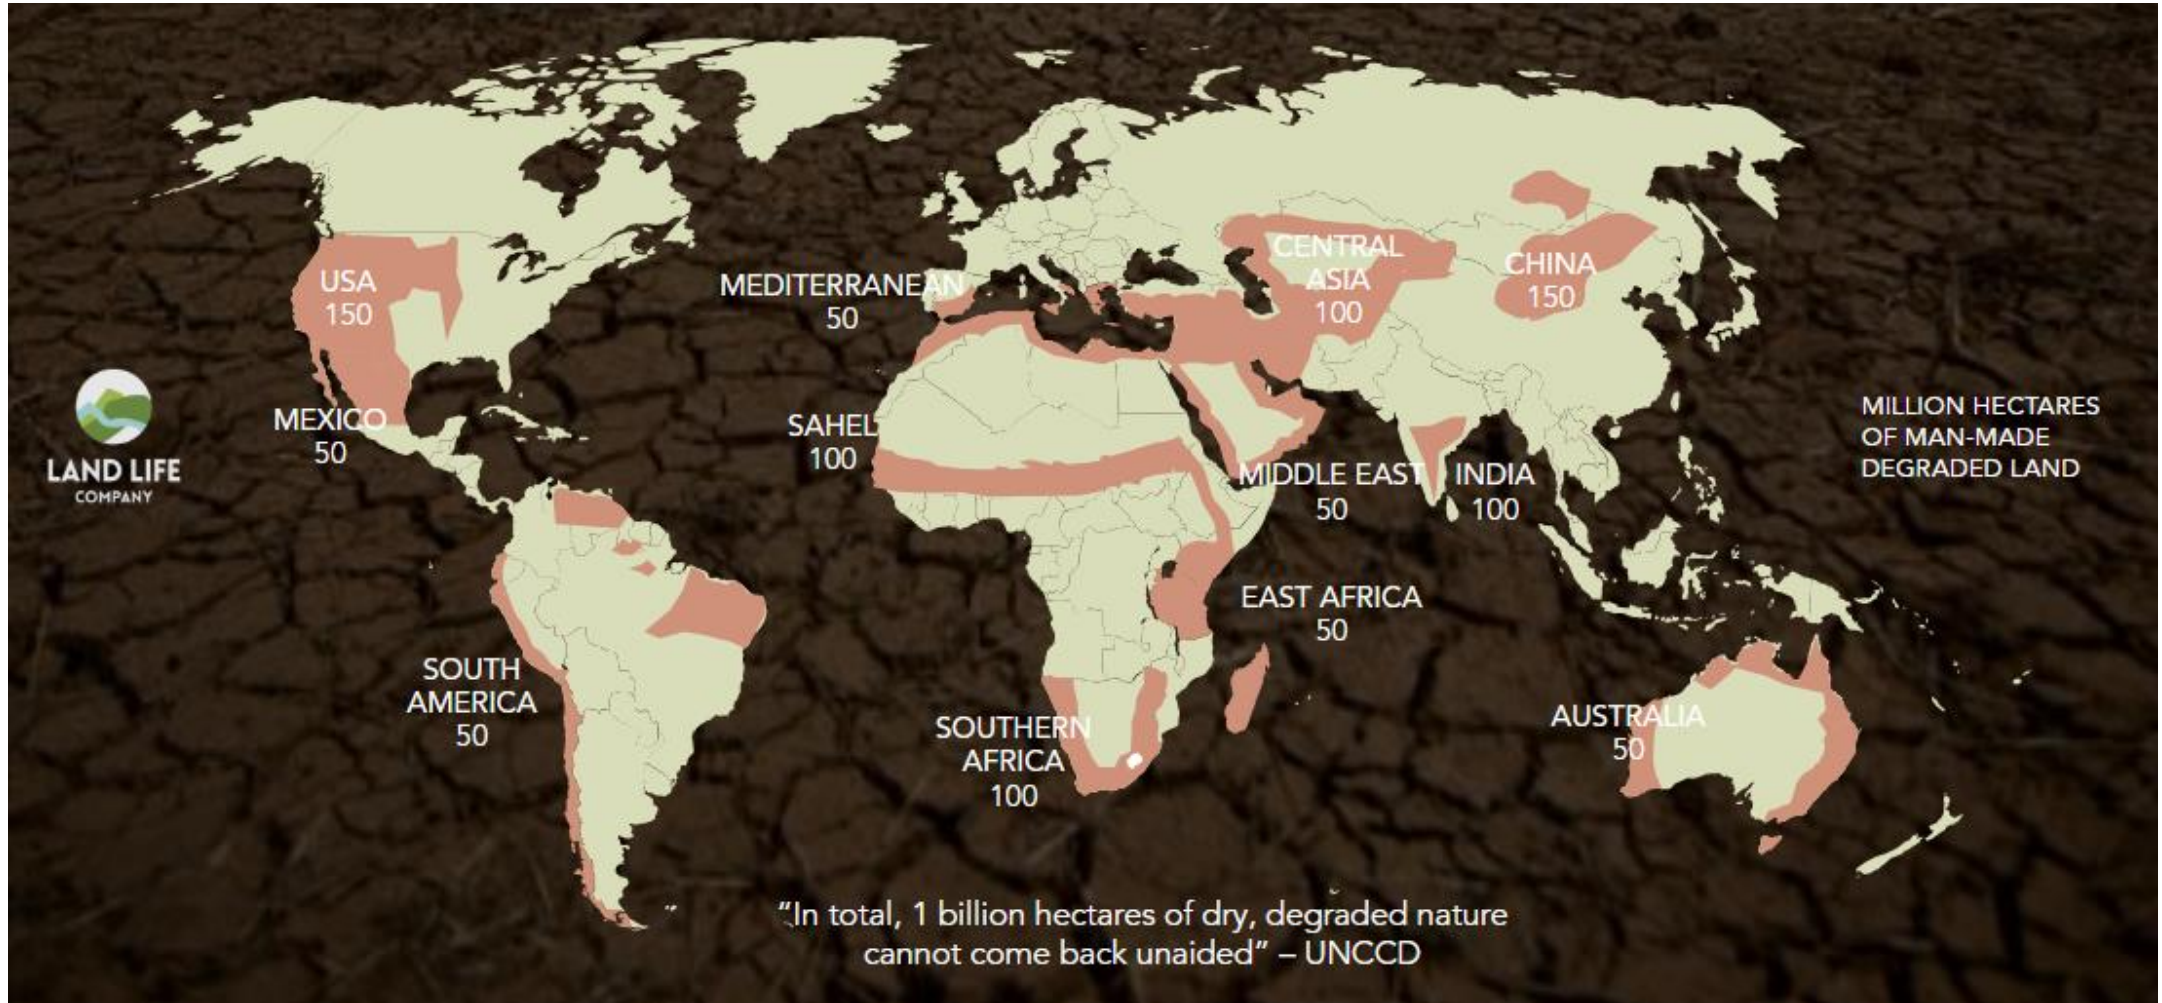 USA
150
MEXICO
50
LAND LIFE
COMPANY
SOUTH
AMERICA
50
MEDITERRANEAN
50
SAHEL
100
SOUTHERN
AFRICA
100
CENTRAL
ASIA
100
CHINA
150
MIDDLE EAST
50
INDIA
100
EAST AFRICA
50
AUSTRALIA
50
MILLION HECTARES
OF MAN-MADE
DEGRADED LAND
“In total, 1 billion hectares of dry, degraded nature
cannot come back unaided” – UNCCD